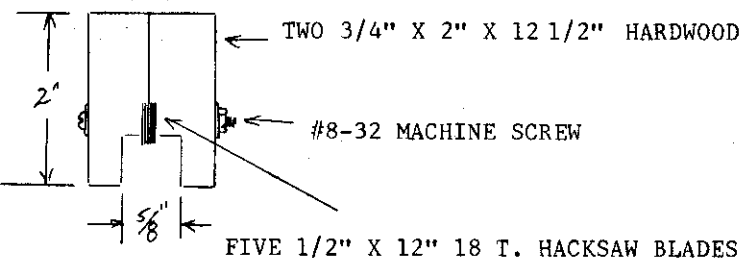 TWO 3/4" X 2" X 12 1/2" HARDWOOD
2"
#8-32 MACHINE SCREW
5/8"
FIVE 1/2" X 12" 18 T. HACKSAW BLADES